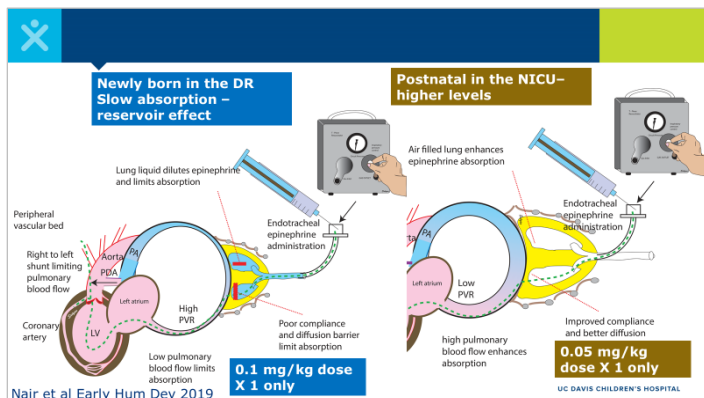 Newly born in the DR
Slow absorption –
reservoir effect
Postnatal in the NICU–
higher levels
Lung liquid dilutes epinephrine
and limits absorption
Air filled lung enhances
epinephrine absorption
Peripheral
vascular bed
Endotracheal
epinephrine
administration
Endotracheal
epinephrine
administration
Right to left
shunt limiting
pulmonary
blood flow
Aorta
PA
PDA
Left atrium
High
PVR
LV
Coronary
artery
Low pulmonary
blood flow limits
absorption
Poor compliance
and diffusion barrier
limit absorption
0.1 mg/kg dose
X 1 only
PA
Left atrium
Low
PVR
high pulmonary
blood flow enhances
absorption
Improved compliance
and better diffusion
0.05 mg/kg
dose X 1 only
Nair et al Early Hum Dev 2019
UC DAVIS CHILDREN'S HOSPITAL